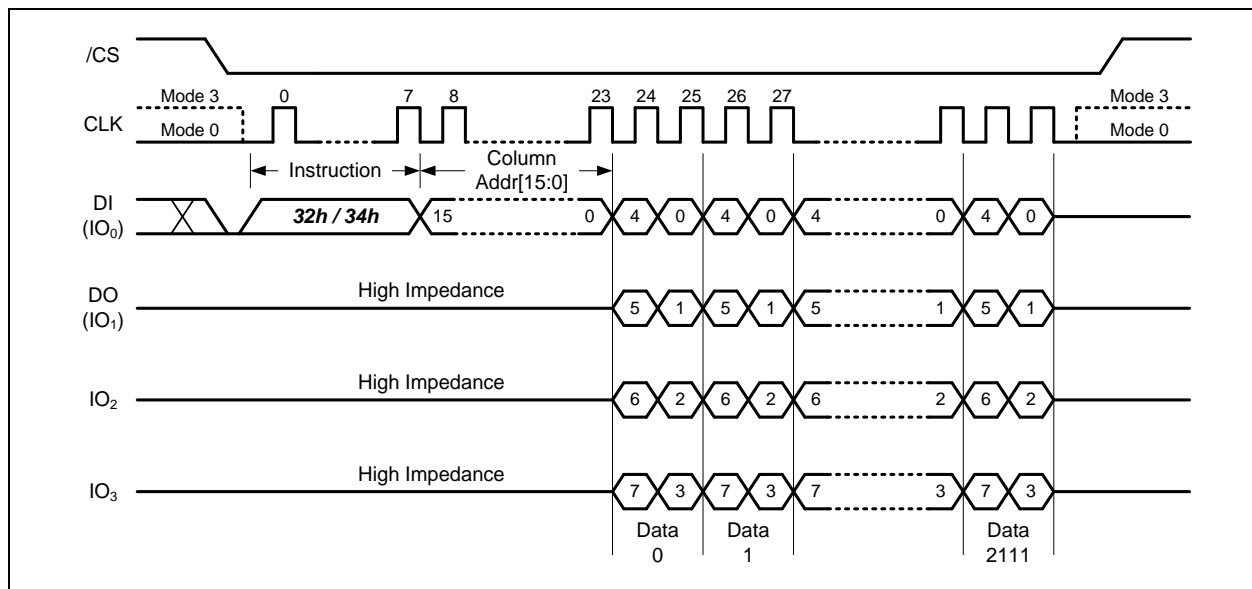 /CS
Mode 3 0 7 8 23 24 25 26 27 Mode 3
CLK
Mode 0 Mode 0
Instruction
Column
Addr[15:0]
DI
(IO₀)
32h / 34h 15 0 4 0 4 0 4 0 4 0
DO
(IO₁)
High Impedance
5 1 5 1 5 1 5 1
IO₂
High Impedance
6 2 6 2 6 2 6 2
IO₃
High Impedance
7 3 7 3 7 3 7 3
Data
0
Data
1
Data
2111